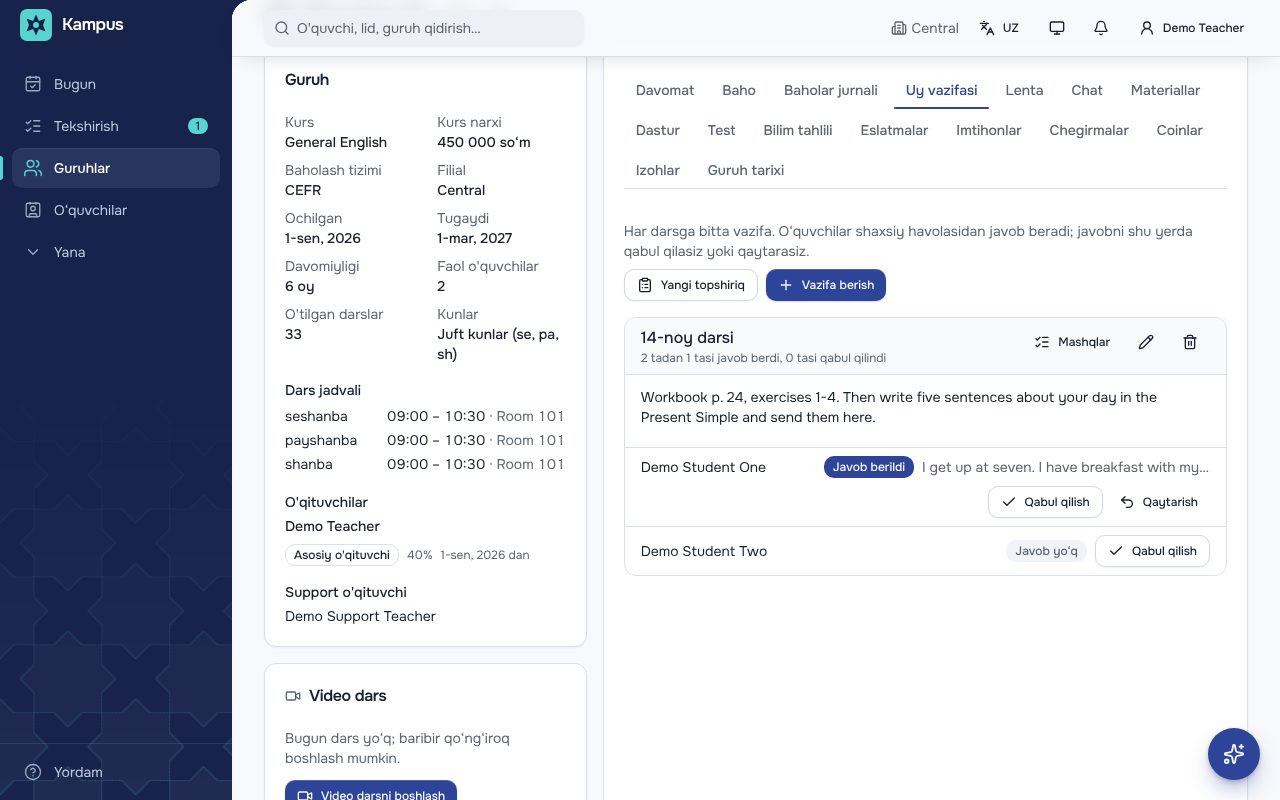 Kampus
O'quvchi, lid, guruh qidirish...
Central
UZ
Demo Teacher
Bugun
Tekshirish
1
Guruhlar
O‘quvchilar
Yana
Yordam
Guruh
Kurs
General English
Kurs narxi
450 000 so‘m
Baholash tizimi
CEFR
Filial
Central
Ochilgan
1-sen, 2026
Tugaydi
1-mar, 2027
Davomiyligi
6 oy
Faol o'quvchilar
2
O'tilgan darslar
33
Kunlar
Juft kunlar (se, pa,
sh)
Dars jadvali
seshanba 09:00 – 10:30 · Room 101
payshanba 09:00 – 10:30 · Room 101
shanba 09:00 – 10:30 · Room 101
O'qituvchilar
Demo Teacher
Asosiy o'qituvchi 40% 1-sen, 2026 dan
Support o'qituvchi
Demo Support Teacher
Video dars
Bugun dars yo‘q; baribir qo‘ng‘iroq
boshlash mumkin.
Video darsni boshlash
Davomat Baho Baholar jurnali Uy vazifasi Lenta Chat Materiallar
Dastur Test Bilim tahlili Eslatmalar Imtihonlar Chegirmalar Coinlar
Izohlar Guruh tarixi
Har darsga bitta vazifa. O‘quvchilar shaxsiy havolasidan javob beradi; javobni shu yerda
qabul qilasiz yoki qaytarasiz.
Yangi topshiriq
Vazifa berish
14-noy darsi
2 tadan 1 tasi javob berdi, 0 tasi qabul qilindi
Mashqlar
Workbook p. 24, exercises 1-4. Then write five sentences about your day in the
Present Simple and send them here.
Demo Student One Javob berildi I get up at seven. I have breakfast with my...
Qabul qilish Qaytarish
Demo Student Two Javob yo‘q Qabul qilish